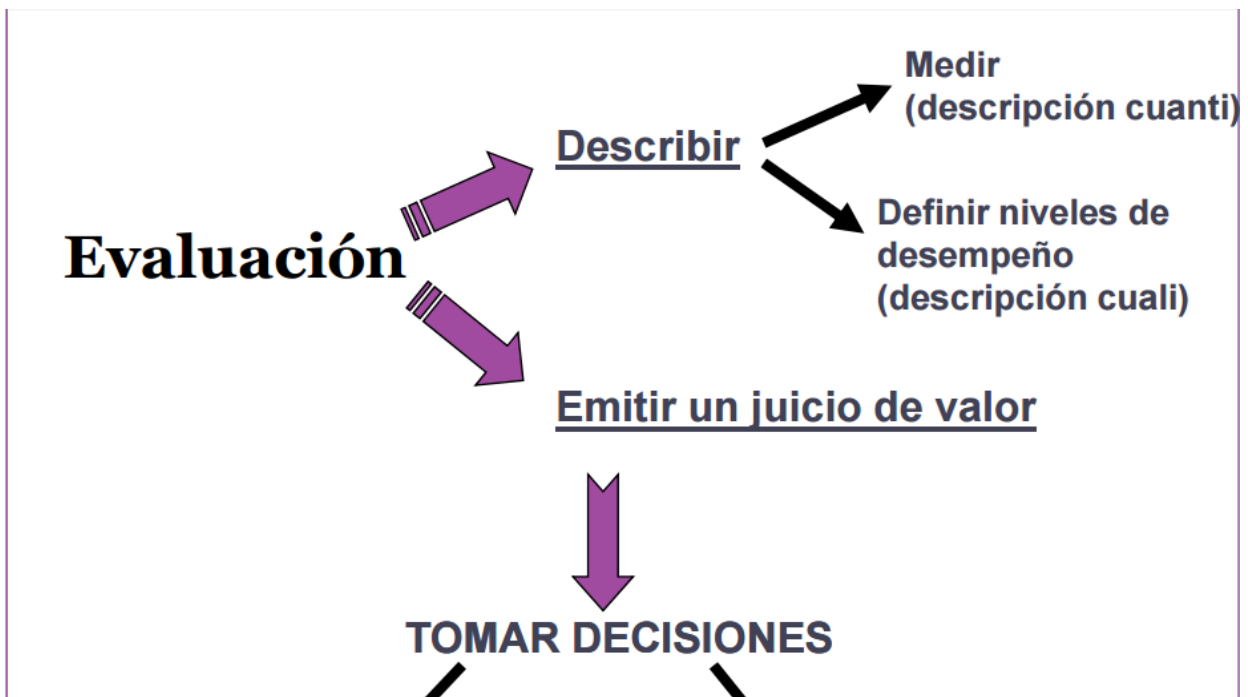 Medir
(descripción cuanti)
Describir
Definir niveles de
desempeño
(descripción cuali)
Evaluación
Emitir un juicio de valor
TOMAR DECISIONES